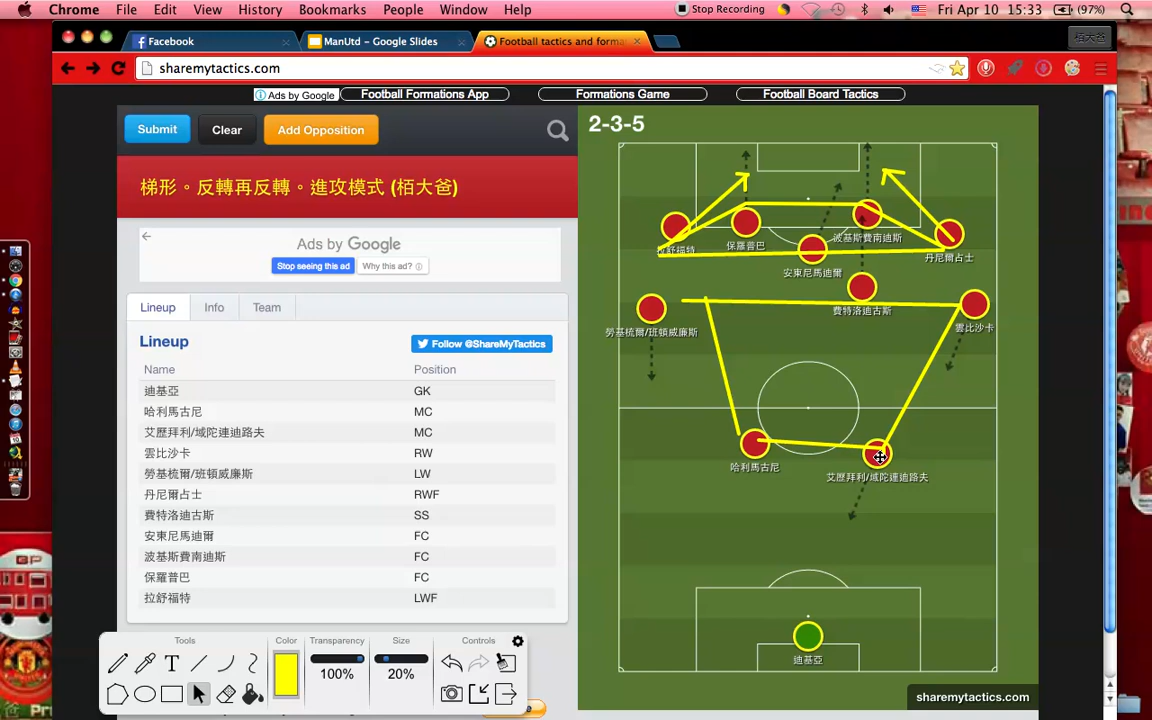 Chrome File Edit View History Bookmarks People Window Help Stop Recording Fri Apr 10 15:33 (97%)
Facebook
ManUtd – Google Slides
Football tactics and forma
栢大爸
sharemytactics.com
Ads by Google
Football Formations App
Formations Game
Football Board Tactics
Submit
Clear
Add Opposition
梯形。反轉再反轉。進攻模式 (栢大爸)
Ads by Google
Stop seeing this ad
Why this ad?
Lineup Info Team
Lineup
Follow @ShareMyTactics
Name Position
迪基亞 GK
哈利馬古尼 MC
艾歷拜利/域陀連迪路夫 MC
雲比沙卡 RW
勞基梳爾/班頓威廉斯 LW
丹尼爾占士 RWF
費特洛迪古斯 SS
安東尼馬迪爾 FC
波基斯費南迪斯 FC
保羅普巴 FC
拉舒福特 LWF
2-3-5
拉舒福特
保羅普巴
波基斯費南迪斯
丹尼爾占士
安東尼馬迪爾
費特洛迪古斯
勞基梳爾/班頓威廉斯
雲比沙卡
哈利馬古尼
艾歷拜利/域陀連迪路夫
迪基亞
sharemytactics.com
Tools Color Transparency Size Controls
100%
20%
T